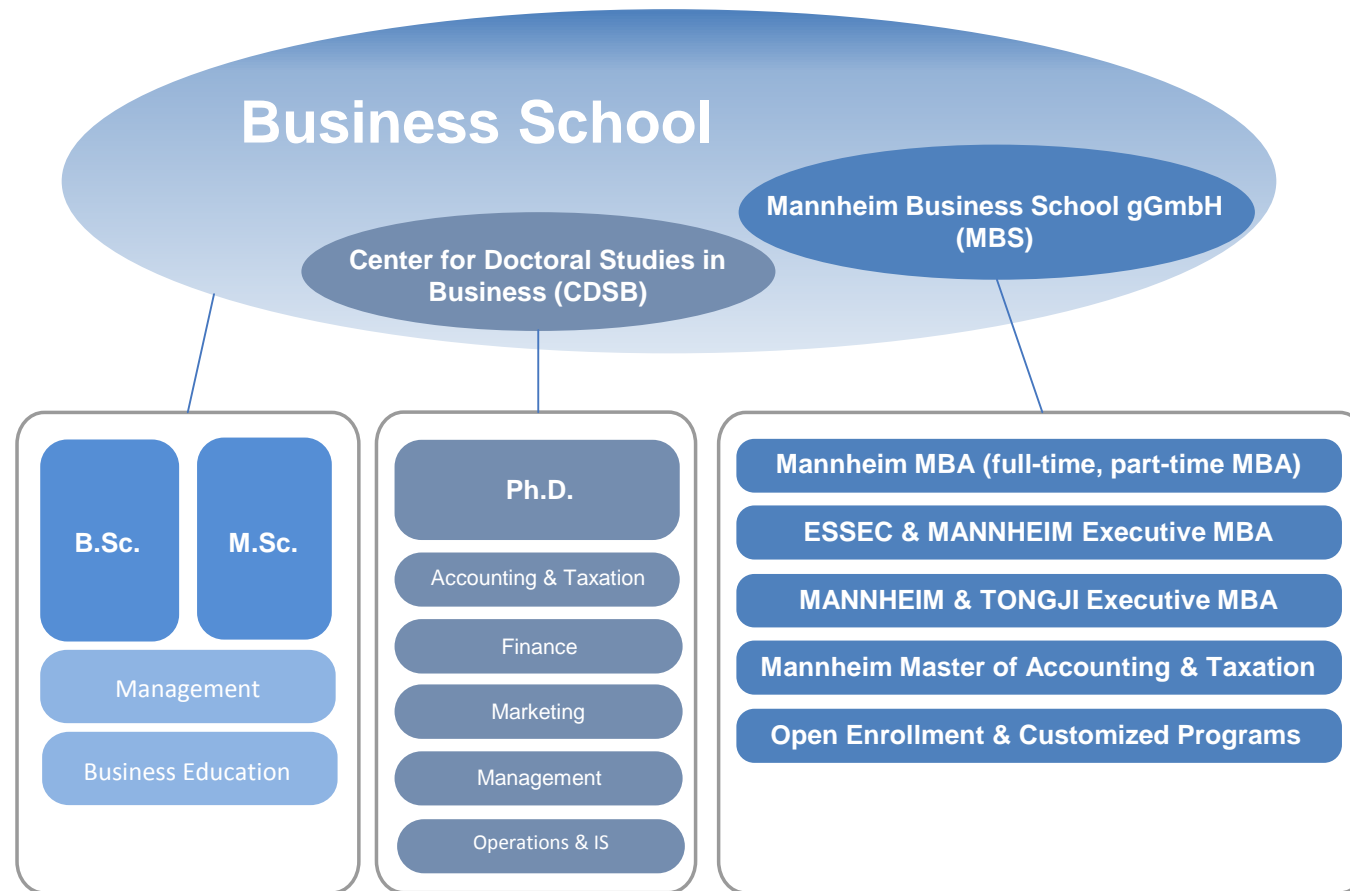 Business School
Mannheim Business School gGmbH
(MBS)
Center for Doctoral Studies in
Business (CDSB)
B.Sc.
M.Sc.
Management
Business Education
Ph.D.
Accounting & Taxation
Finance
Marketing
Management
Operations & IS
Mannheim MBA (full-time, part-time MBA)
ESSEC & MANNHEIM Executive MBA
MANNHEIM & TONGJI Executive MBA
Mannheim Master of Accounting & Taxation
Open Enrollment & Customized Programs